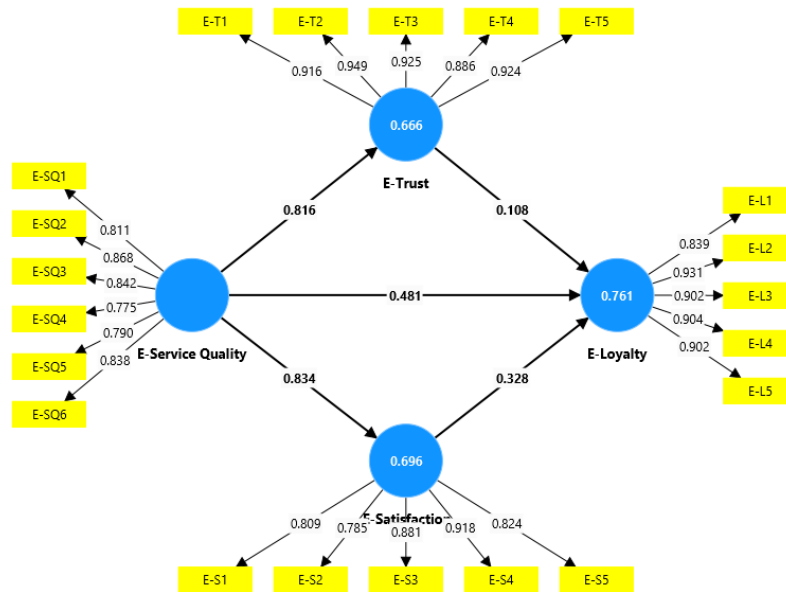 E-T1 E-T2 E-T3 E-T4 E-T5
0.916 0.949 0.925 0.886 0.924
0.666
E-Trust
E-SQ1
E-SQ2
E-SQ3
E-SQ4
E-SQ5
E-SQ6
0.811
0.868
0.842
0.775
0.790
0.838
E-Service Quality
0.816
0.108
0.481
0.834
0.328
0.761
E-Loyalty
0.839
0.931
0.902
0.904
0.902
E-L1
E-L2
E-L3
E-L4
E-L5
0.696
E-Satisfaction
0.809 0.785 0.881 0.918 0.824
E-S1 E-S2 E-S3 E-S4 E-S5